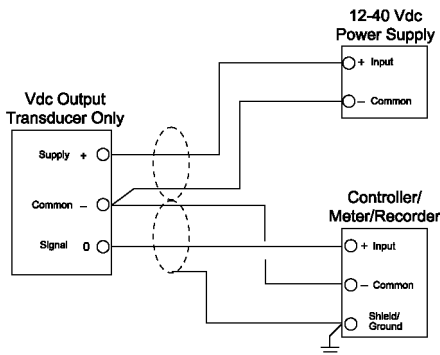 12-40 Vdc
Power Supply
+ Input
– Common
Vdc Output
Transducer Only
Supply +
Common –
Signal 0
Controller/
Meter/Recorder
+ Input
– Common
Shield/
Ground